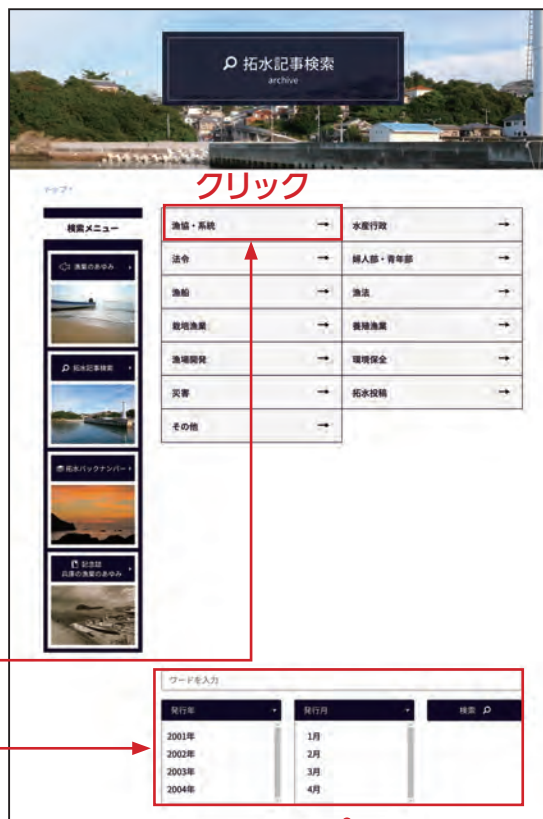 拓水記事検索
archive
トップ›
クリック
検索メニュー
漁業のあゆみ
拓水記事検索
拓水バックナンバー
記念誌
兵庫の漁業のあゆみ
漁協・系統 →
水産行政 →
法令 →
婦人部・青年部 →
漁船 →
漁法 →
栽培漁業 →
養殖漁業 →
漁場開発 →
環境保全 →
災害 →
拓水投稿 →
その他 →
ワードを入力
発行年
発行月
検索
2001年
1月
2002年
2月
2003年
3月
2004年
4月